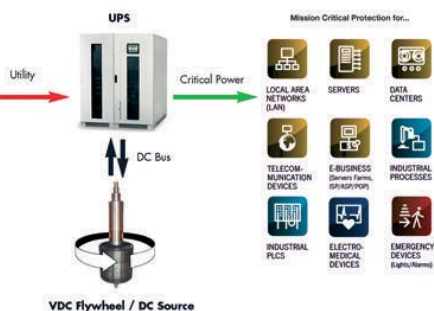 UPS
Utility
Critical Power
DC Bus
VDC Flywheel / DC Source
Mission Critical Protection for...
LOCAL AREA
NETWORKS
(LAN)
SERVERS
DATA
CENTERS
TELECOM-
MUNICATION
DEVICES
E-BUSINESS
(Servers Farms,
ISP/ASP/POP)
INDUSTRIAL
PROCESSES
INDUSTRIAL
PLCS
ELECTRO-
MEDICAL
DEVICES
EMERGENCY
DEVICES
(Lights/Alarms)